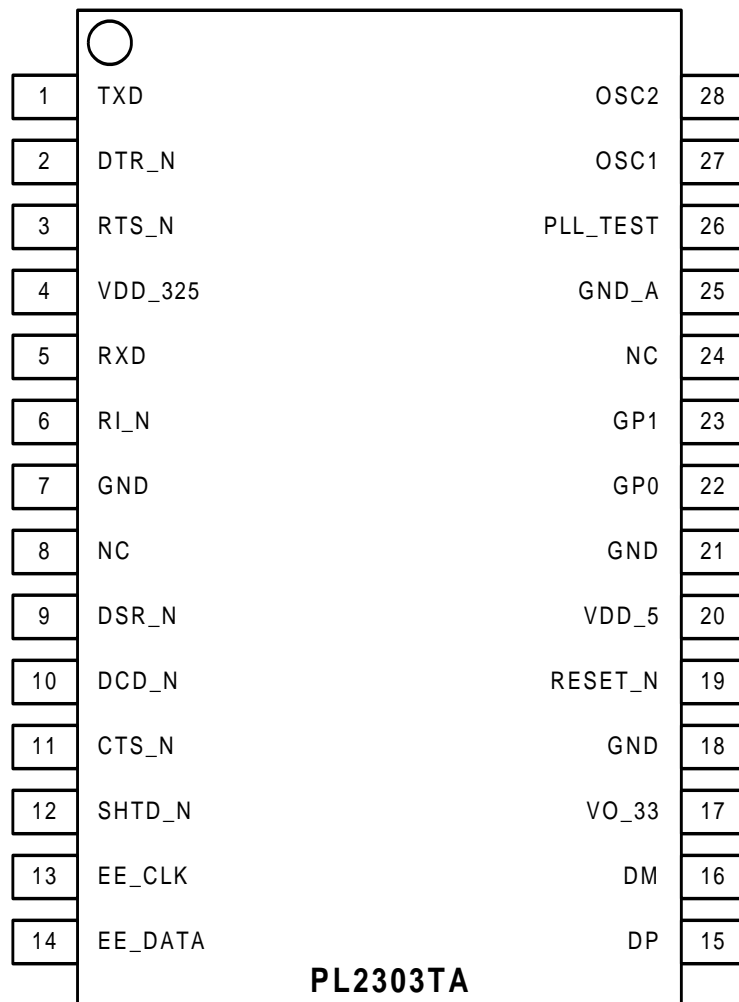 1 TXD OSC2 28
2 DTR_N OSC1 27
3 RTS_N PLL_TEST 26
4 VDD_325 GND_A 25
5 RXD NC 24
6 RI_N GP1 23
7 GND GP0 22
8 NC GND 21
9 DSR_N VDD_5 20
10 DCD_N RESET_N 19
11 CTS_N GND 18
12 SHTD_N VO_33 17
13 EE_CLK DM 16
14 EE_DATA DP 15
PL2303TA